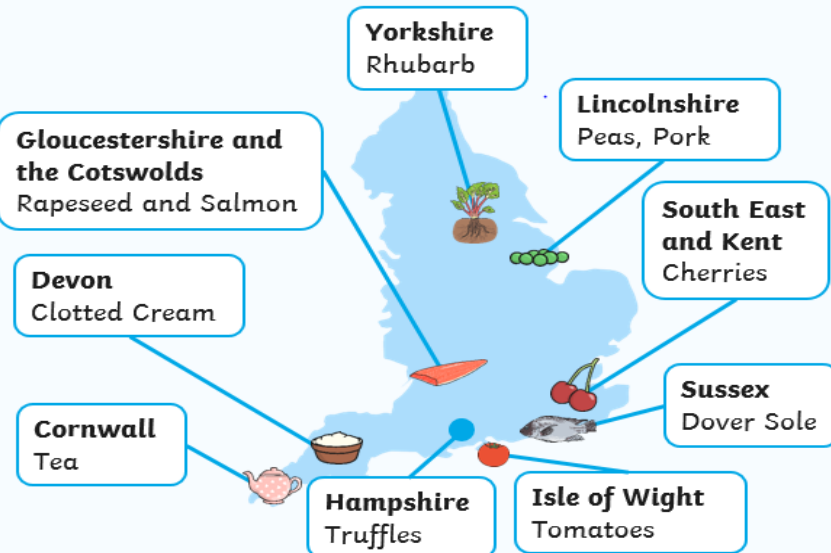 Yorkshire
Rhubarb
Lincolnshire
Peas, Pork
Gloucestershire and
the Cotswolds
Rapeseed and Salmon
South East
and Kent
Cherries
Devon
Clotted Cream
Sussex
Dover Sole
Cornwall
Tea
Hampshire
Truffles
Isle of Wight
Tomatoes